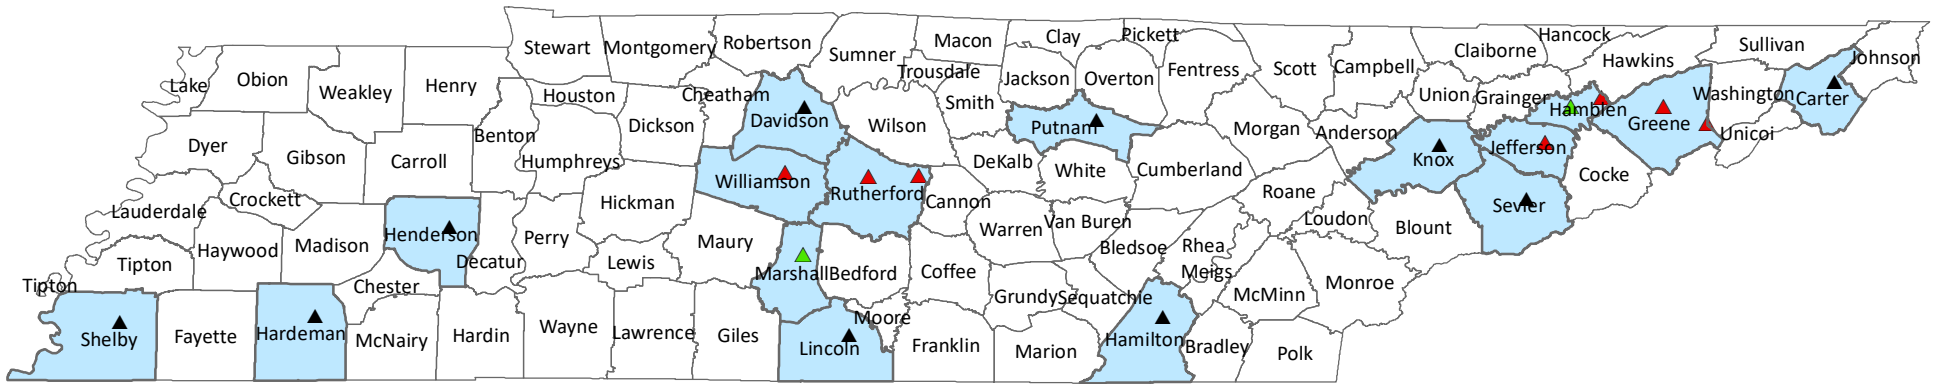 Stewart
Montgomery
Robertson
Sumner
Macon
Clay
Pickett
Hancock
Claiborne
Sullivan
Johnson
Lake
Obion
Weakley
Henry
Houston
Cheatham
Trousdale
Jackson
Overton
Fentress
Scott
Campbell
Hawkins
Union
Grainger
Hamblen
Washington
Carter
Smith
Dickson
Davidson
Wilson
Putnam
Morgan
Anderson
Greene
Unicoi
Dyer
Gibson
Carroll
Benton
Humphreys
Williamson
Rutherford
DeKalb
White
Cumberland
Knox
Jefferson
Cocke
Lauderdale
Crockett
Hickman
Cannon
Roane
Loudon
Sevier
Haywood
Madison
Henderson
Decatur
Perry
Lewis
Maury
Warren
Van Buren
Bledsoe
Rhea
Blount
Tipton
Tipton
Chester
Marshall
Bedford
Coffee
Grundy
Sequatchie
Meigs
McMinn
Monroe
Shelby
Fayette
Hardeman
McNairy
Hardin
Wayne
Lawrence
Giles
Lincoln
Moore
Franklin
Marion
Hamilton
Bradley
Polk